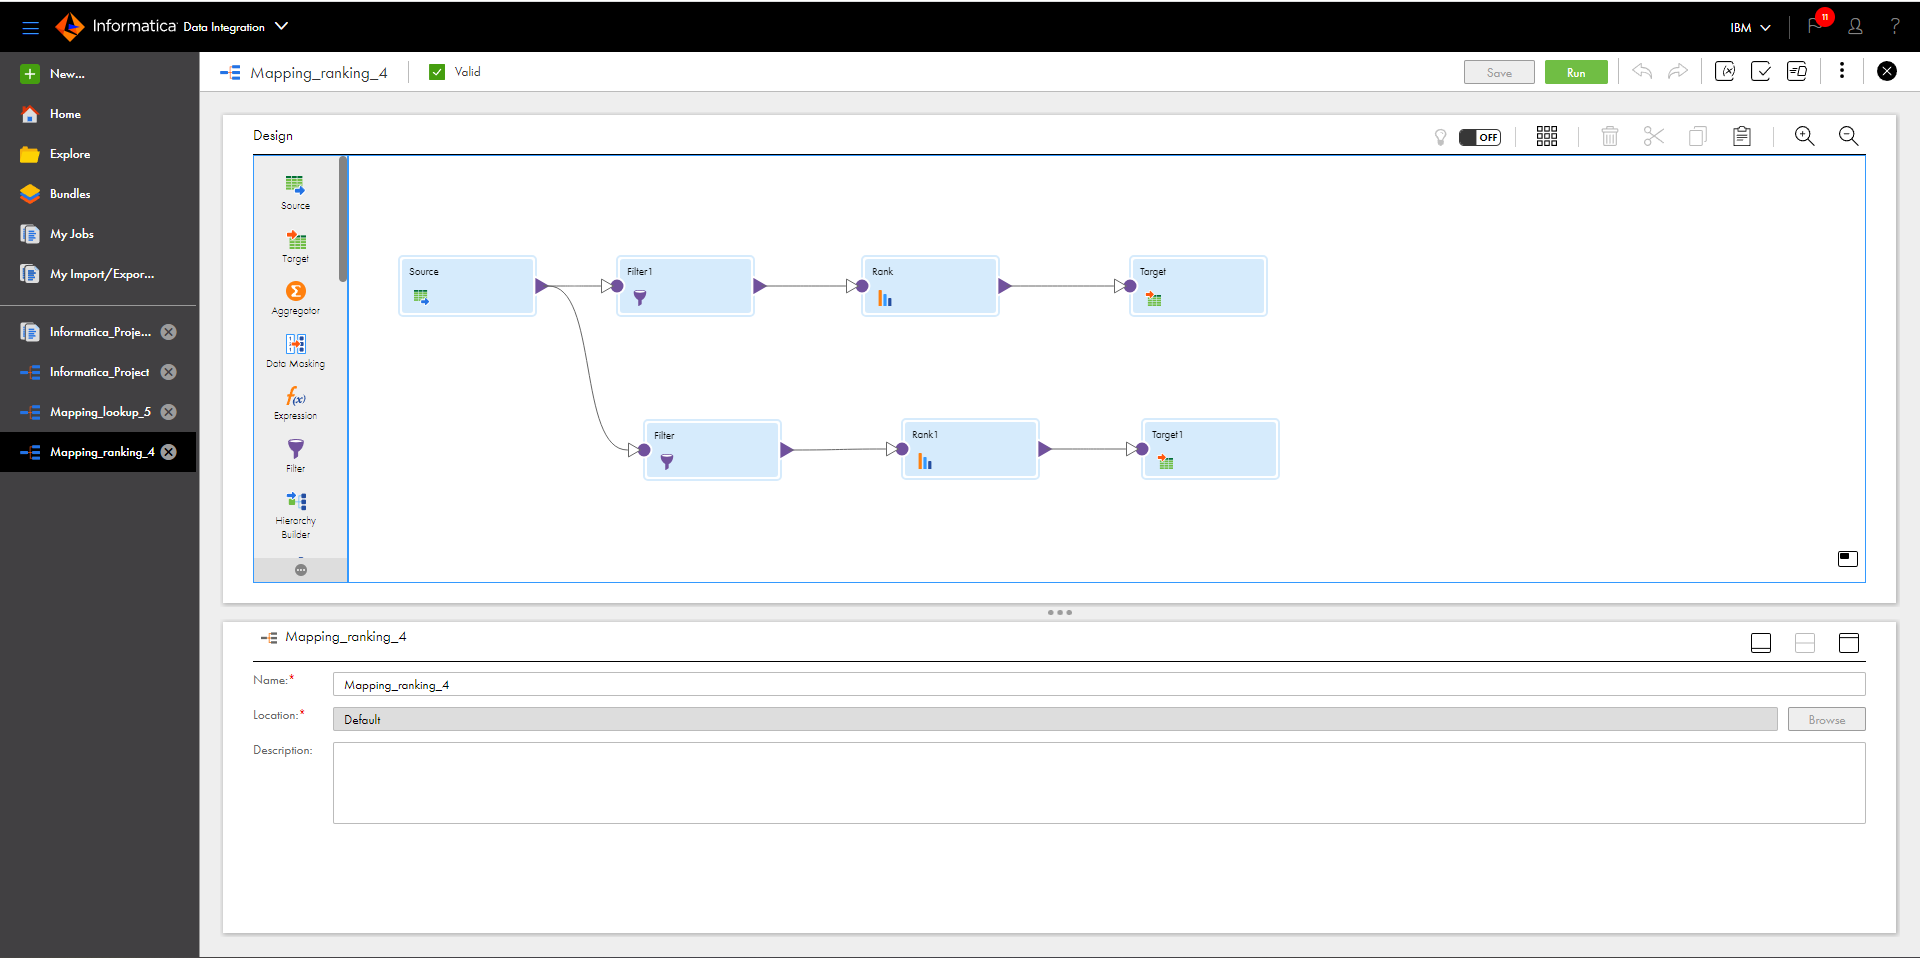 Informatica Data Integration
IBM
11
?
New...
Home
Explore
Bundles
My Jobs
My Import/Expor...
Informatica_Proje...
Informatica_Project
Mapping_lookup_5
Mapping_ranking_4
Mapping_ranking_4
Valid
Save
Run
(x)
Design
OFF
Source
Target
Aggregator
Data Masking
f(x)
Expression
Filter
Hierarchy
Builder
Source
Filter1
Rank
Target
Filter
Rank1
Target1
Mapping_ranking_4
Name:*
Mapping_ranking_4
Location:*
Default
Browse
Description: